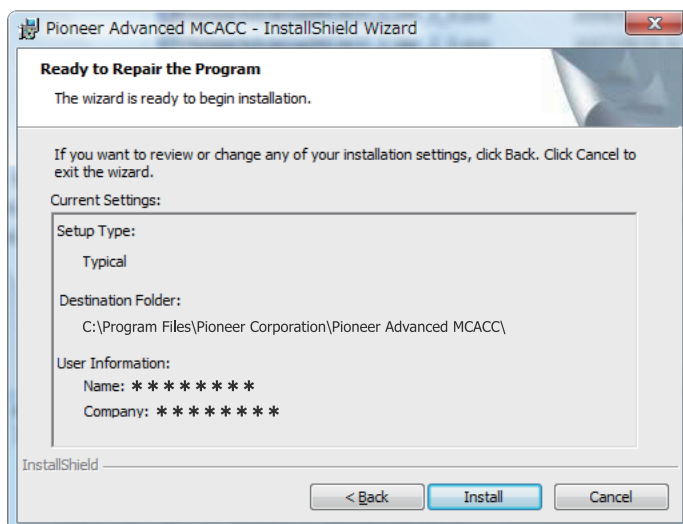 Pioneer Advanced MCACC - InstallShield Wizard
Ready to Repair the Program
The wizard is ready to begin installation.
If you want to review or change any of your installation settings, click Back. Click Cancel to
exit the wizard.
Current Settings:
Setup Type:
Typical
Destination Folder:
C:\Program Files\Pioneer Corporation\Pioneer Advanced MCACC\
User Information:
Name: ********
Company: ********
InstallShield
< Back
Install
Cancel